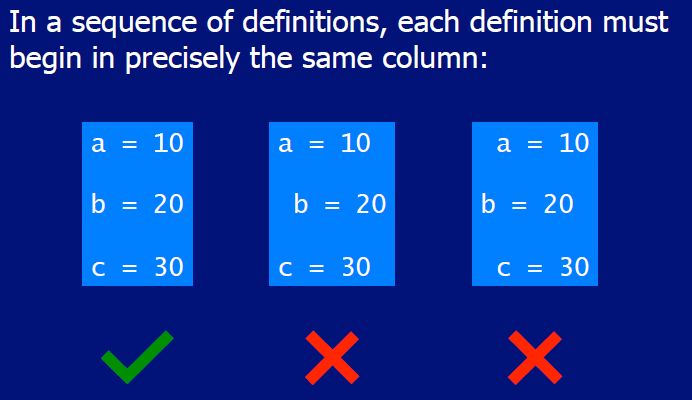 In a sequence of definitions, each definition must
begin in precisely the same column:
a = 10
b = 20
c = 30
a = 10
b = 20
c = 30
a = 10
b = 20
c = 30